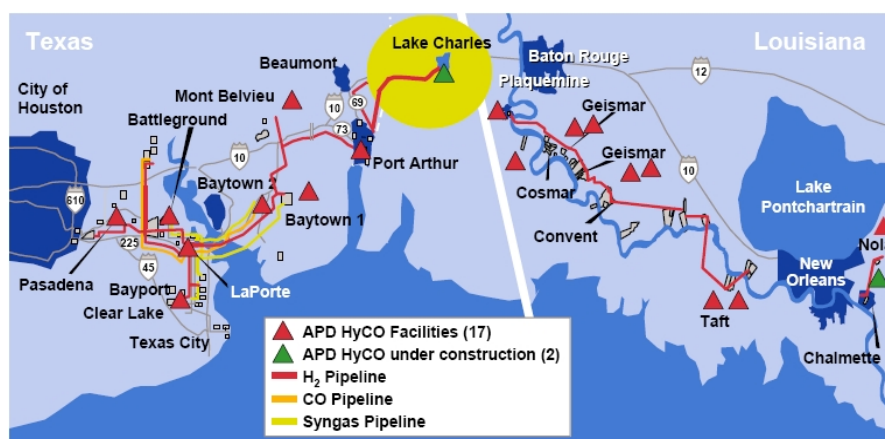 Texas
Lake Charles
Louisiana
Beaumont
Baton Rouge
12
City of
Houston
Mont Belvieu
10
69
Plaquemine
Geismar
Battleground
73
10
Port Arthur
Geismar
10
Baytown 2
Cosmar
610
Baytown 1
Lake
Pontchartrain
Convent
225
Pasadena
45
New
Orleans
Bayport
LaPorte
Clear Lake
Taft
Texas City
Chalmette
APD HyCO Facilities (17)
APD HyCO under construction (2)
H₂ Pipeline
CO Pipeline
Syngas Pipeline